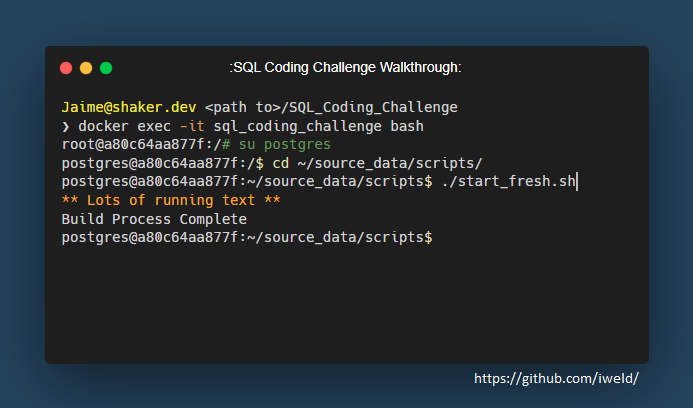 :SQL Coding Challenge Walkthrough:
Jaime@shaker.dev <path to>/SQL_Coding_Challenge
❯ docker exec -it sql_coding_challenge bash
root@a80c64aa877f:/# su postgres
postgres@a80c64aa877f:/$ cd ~/source_data/scripts/
postgres@a80c64aa877f:~/source_data/scripts$ ./start_fresh.sh
** Lots of running text **
Build Process Complete
postgres@a80c64aa877f:~/source_data/scripts$
https://github.com/iweld/